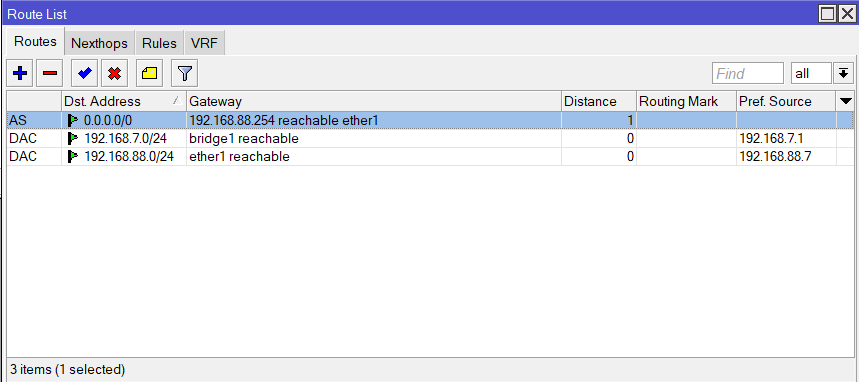 Route List
Routes Nexthops Rules VRF
Find all
Dst. Address Gateway Distance Routing Mark Pref. Source
AS 0.0.0.0/0 192.168.88.254 reachable ether1 1
DAC 192.168.7.0/24 bridge1 reachable 0 192.168.7.1
DAC 192.168.88.0/24 ether1 reachable 0 192.168.88.7
3 items (1 selected)